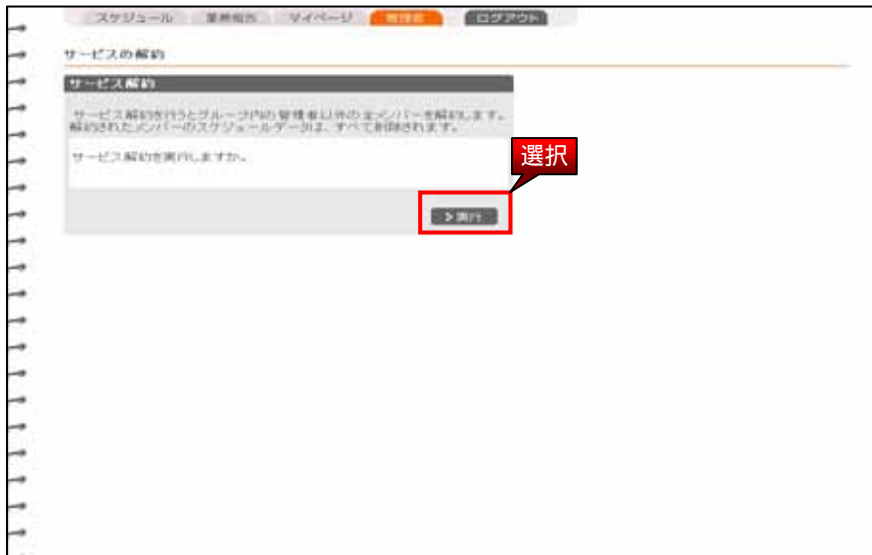 スケジュール 業務報告 マイページ 管理者 ログアウト
サービスの解約
サービス解約
サービス解約を行うとグループ内の管理者以外の全メンバーを解約します。
解約されたメンバーのスケジュールデータは、すべて削除されます。
サービス解約を実行しますか。
選択
>実行